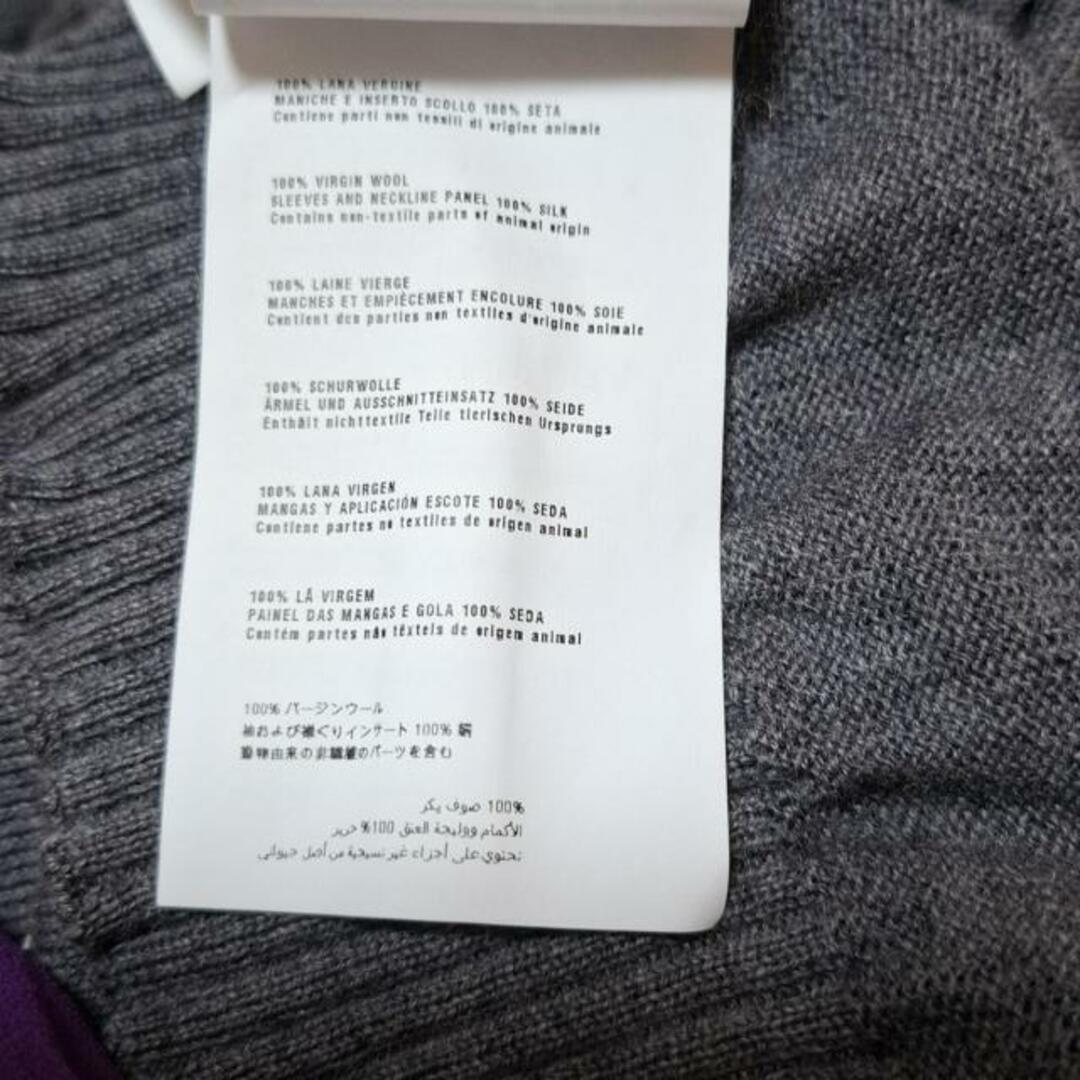 100% LANA VERGINE
MANICHE E INSERTO SCOLLO 100% SETA
Contiene parti non tessili di origine animale
100% VIRGIN WOOL
SLEEVES AND NECKLINE PANEL 100% SILK
Contains non-textile parts of animal origin
100% LAINE VIERGE
MANCHES ET EMPIÈCEMENT ENCOLURE 100% SOIE
Contient des parties non textiles d'origine animale
100% SCHURWOLLE
ÄRMEL UND AUSSCHNITTEINSATZ 100% SEIDE
Enthält nichttextile Teile tierischen Ursprungs
100% LANA VIRGEN
MANGAS Y APLICACIÓN ESCOTE 100% SEDA
Contiene partes no textiles de origen animal
100% LÃ VIRGEM
PAINEL DAS MANGAS E GOLA 100% SEDA
Contém partes não têxteis de origem animal
100% バージンウール
袖および襟ぐりインサート 100% 絹
動物由来の非繊維のパーツを含む
100% صوف بكر
الأكمام ووليجة العنق 100% حرير
تحتوي على أجزاء غير نسيجية من أصل حيواني